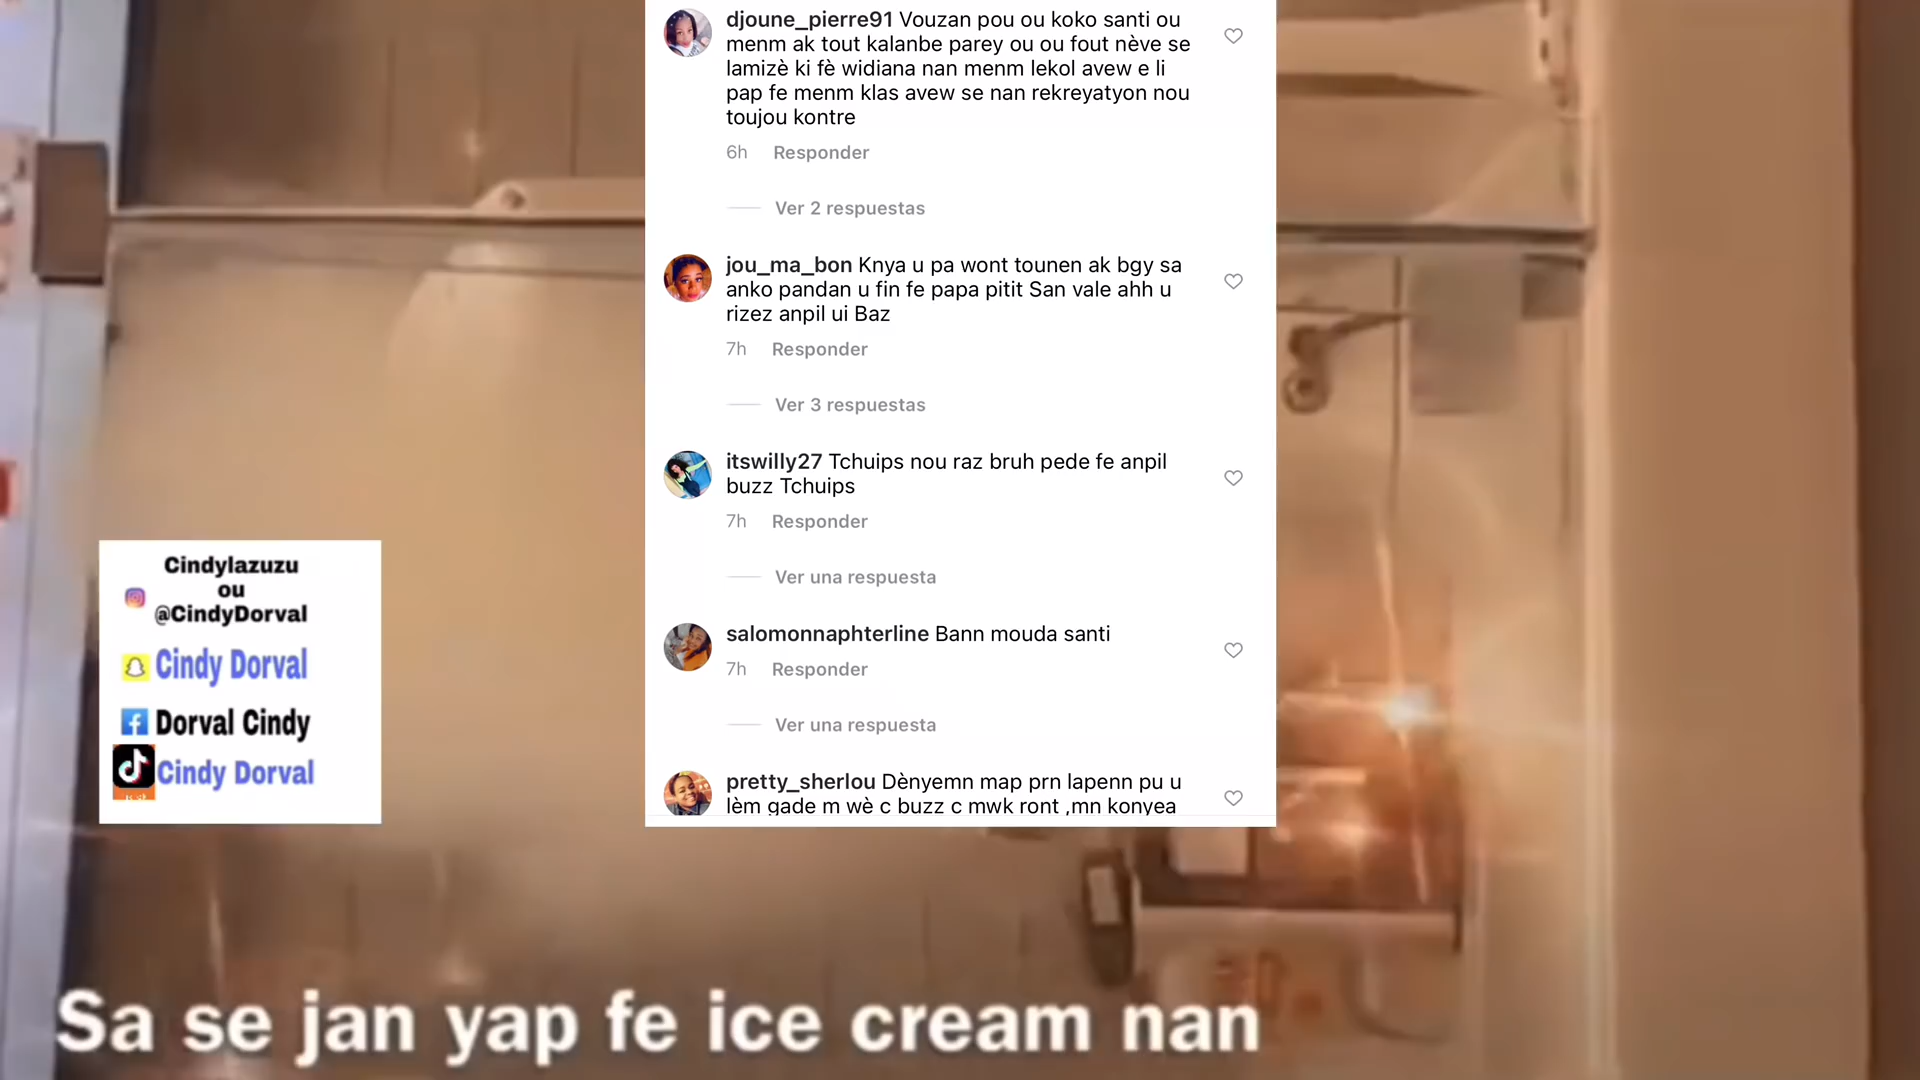 djoune_pierre91 Vouzan pou ou koko santi ou
menm ak tout kalanbe parey ou ou fout nève se
lamizè ki fè widiana nan menm lekol avew e li
pap fe menm klas avew se nan rekreyatyon nou
toujou kontre
6h Responder
Ver 2 respuestas
jou_ma_bon Knya u pa wont tounen ak bgy sa
anko pandan u fin fe papa pitit San vale ahh u
rizez anpil ui Baz
7h Responder
Ver 3 respuestas
itswilly27 Tchuips nou raz bruh pede fe anpil
buzz Tchuips
7h Responder
Ver una respuesta
salomonnaphterline Bann mouda santi
7h Responder
Ver una respuesta
pretty_sherlou Dènyemn map prn lapenn pu u
lèm gade m wè c buzz c mwk ront ,mn konyea
Cindylazuzu
ou
@CindyDorval
Cindy Dorval
Dorval Cindy
Cindy Dorval
Sa se jan yap fe ice cream nan